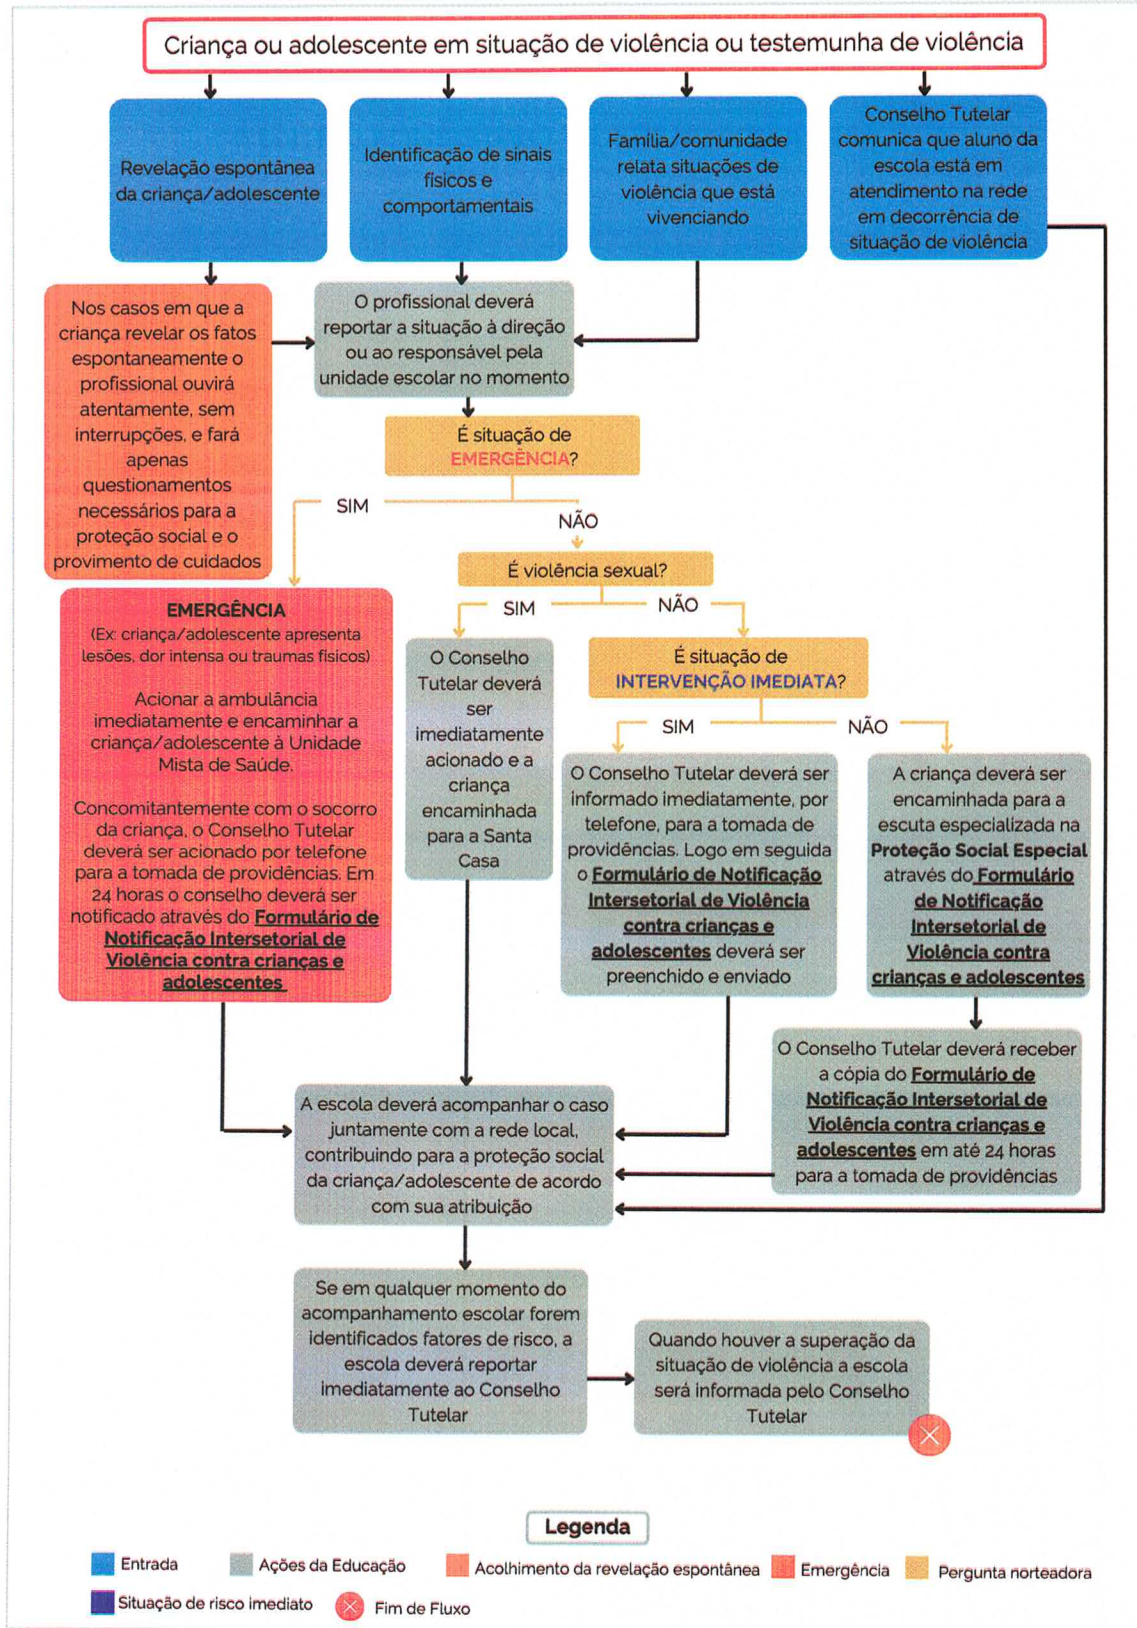 Criança ou adolescente em situação de violência ou testemunha de violência
Revelação espontânea
da criança/adolescente
Identificação de sinais
físicos e
comportamentais
Família/comunidade
relata situações de
violência que está
vivenciando
Conselho Tutelar
comunica que aluno da
escola está em
atendimento na rede
em decorrência de
situação de violência
Nos casos em que a
criança revelar os fatos
espontaneamente o
profissional ouvirá
atentamente, sem
interrupções, e fará
apenas
questionamentos
necessários para a
proteção social e o
provimento de cuidados
O profissional deverá
reportar a situação à direção
ou ao responsável pela
unidade escolar no momento
É situação de
EMERGÊNCIA?
SIM
NÃO
É violência sexual?
SIM
NÃO
EMERGÊNCIA
(Ex: criança/adolescente apresenta
lesões, dor intensa ou traumas físicos)
Acionar a ambulância
imediatamente e encaminhar a
criança/adolescente à Unidade
Mista de Saúde.
Concomitantemente com o socorro
da criança, o Conselho Tutelar
deverá ser acionado por telefone
para a tomada de providências. Em
24 horas o conselho deverá ser
notificado através do Formulário de
Notificação Intersetorial de
Violência contra crianças e
adolescentes
O Conselho
Tutelar deverá
ser
imediatamente
acionado e a
criança
encaminhada
para a Santa
Casa
É situação de
INTERVENÇÃO IMEDIATA?
SIM
NÃO
O Conselho Tutelar deverá ser
informado imediatamente, por
telefone, para a tomada de
providências. Logo em seguida
o Formulário de Notificação
Intersetorial de Violência
contra crianças e
adolescentes deverá ser
preenchido e enviado
A criança deverá ser
encaminhada para a
escuta especializada na
Proteção Social Especial
através do Formulário
de Notificação
Intersetorial de
Violência contra
crianças e adolescentes
O Conselho Tutelar deverá receber
a cópia do Formulário de
Notificação Intersetorial de
Violência contra crianças e
adolescentes em até 24 horas
para a tomada de providências
A escola deverá acompanhar o caso
juntamente com a rede local,
contribuindo para a proteção social
da criança/adolescente de acordo
com sua atribuição
Se em qualquer momento do
acompanhamento escolar forem
identificados fatores de risco, a
escola deverá reportar
imediatamente ao Conselho
Tutelar
Quando houver a superação da
situação de violência a escola
será informada pelo Conselho
Tutelar
Legenda
Entrada
Ações da Educação
Acolhimento da revelação espontânea
Emergência
Pergunta norteadora
Situação de risco imediato
Fim de Fluxo